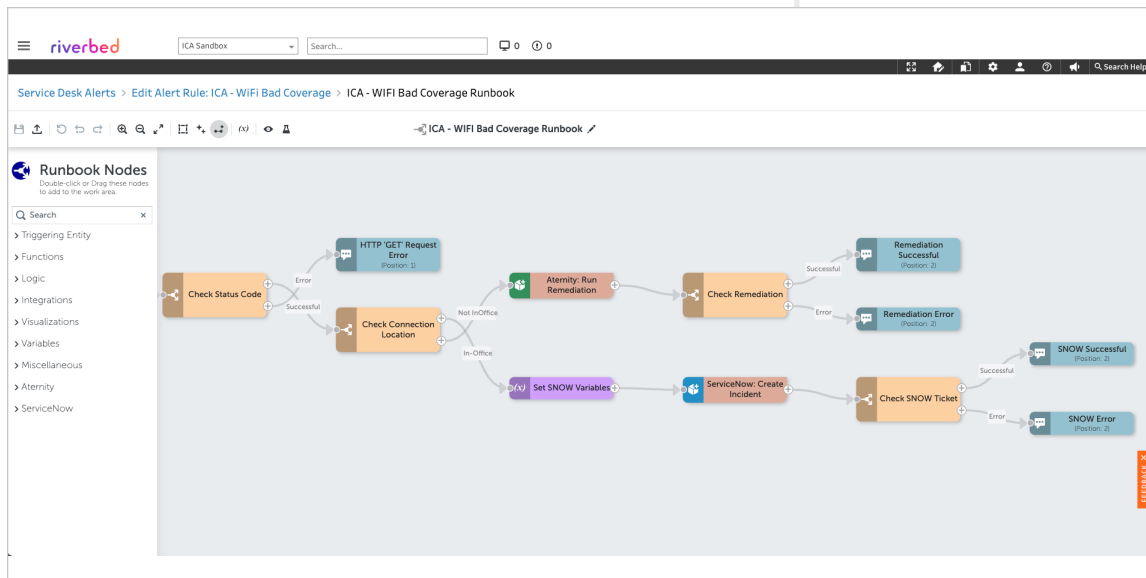 riverbed
ICA Sandbox
Search...
0
0
Search Help
Service Desk Alerts > Edit Alert Rule: ICA - WiFi Bad Coverage > ICA - WIFI Bad Coverage Runbook
(x)
ICA - WIFI Bad Coverage Runbook
Runbook Nodes
Double-click or Drag these nodes
to add to the work area.
Search
x
> Triggering Entity
> Functions
> Logic
> Integrations
> Visualizations
> Variables
> Miscellaneous
> Aternity
> ServiceNow
Check Status Code
Error
Successful
HTTP 'GET' Request
Error
(Position: 1)
Check Connection
Location
Not InOffice
In-Office
Aternity: Run
Remediation
Check Remediation
Successful
Error
Remediation
Successful
(Position: 2)
Remediation Error
(Position: 2)
(x) Set SNOW Variables
ServiceNow: Create
Incident
Check SNOW Ticket
Successful
Error
SNOW Successful
(Position: 2)
SNOW Error
(Position: 2)
FEEDBACK